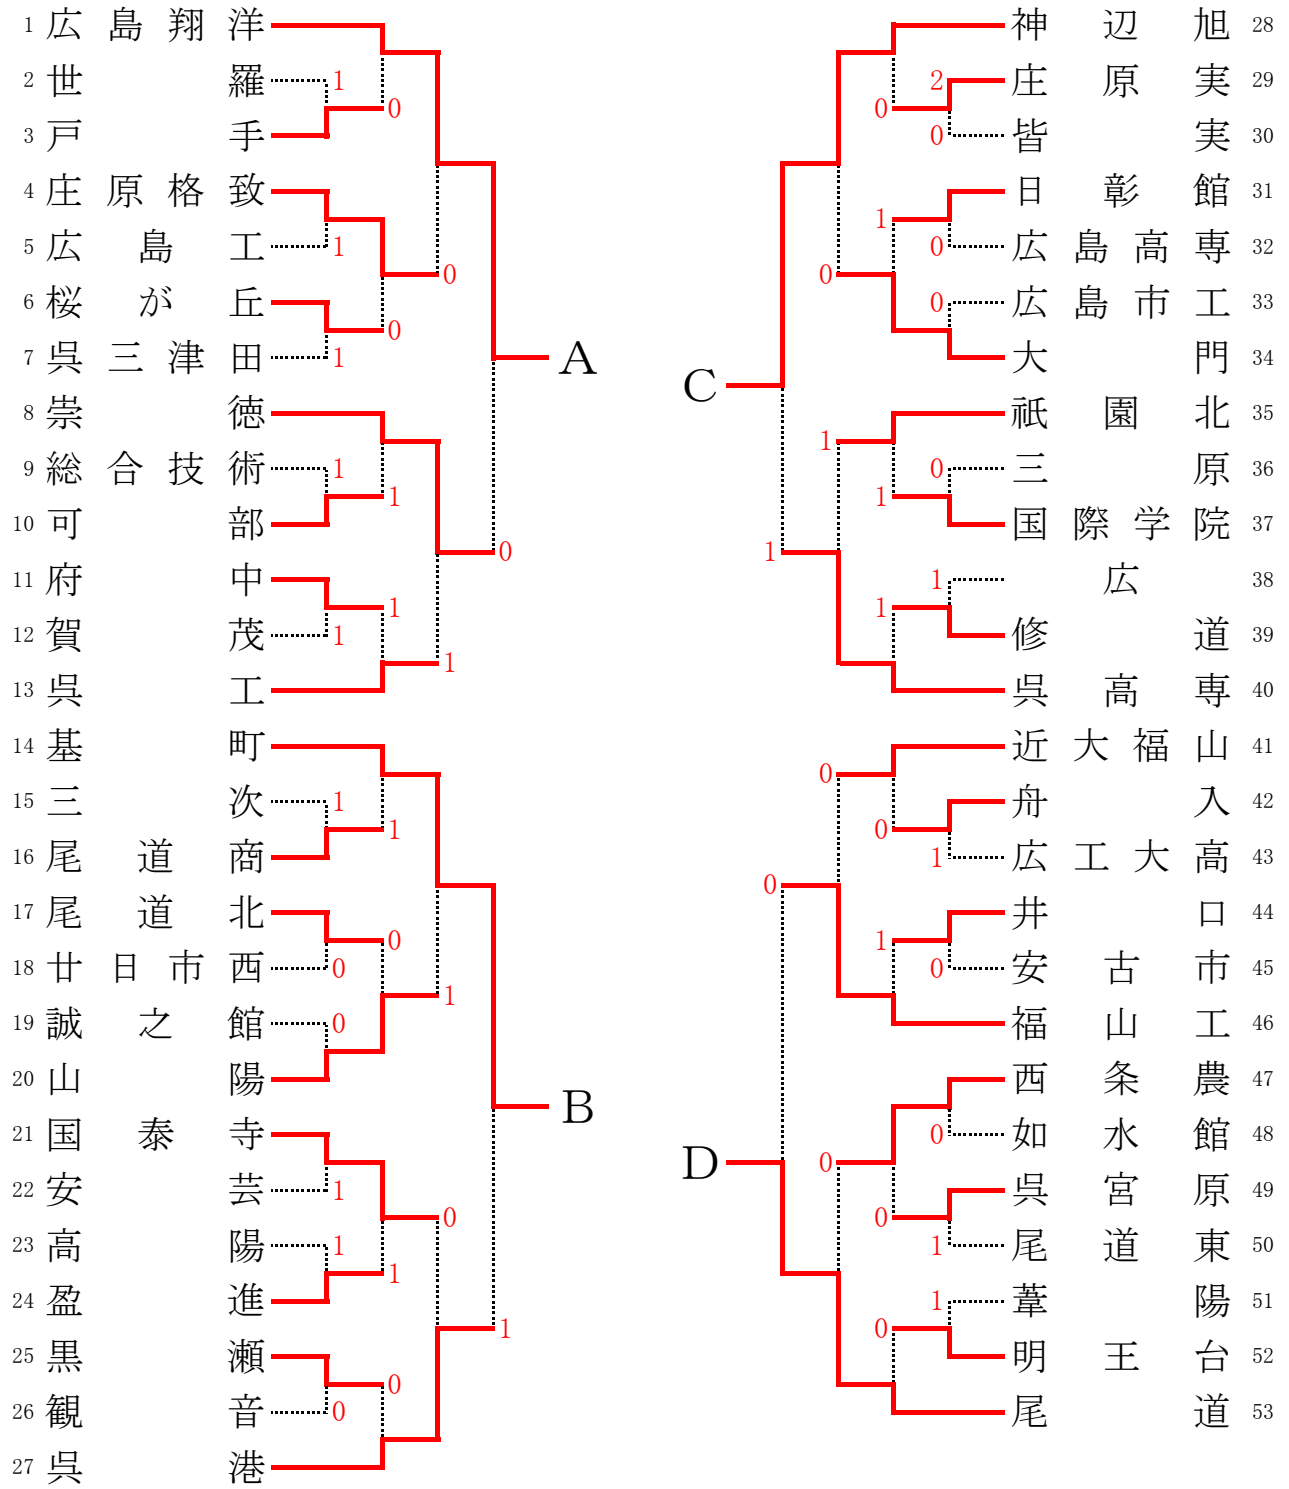 1 広島翔洋
2 世羅 1
0
3 戸手
4 庄原格致
5 広島工 1
0
6 桜が丘
0
7 呉三津田 1
A
8 崇徳
9 総合技術 1
1
10 可部
0
11 府中
1
12 賀茂 1
1
13 呉工
14 基町
15 三次 1
1
16 尾道商
17 尾道北
0
18 廿日市西 0
1
19 誠之館 0
20 山陽
B
21 国泰寺
22 安芸 1
0
23 高陽 1
1
24 盈進
1
25 黒瀬
0
26 観音 0
27 呉港
神辺旭 28
2 庄原実 29
0
0 皆実 30
日彰館 31
1
0 広島高専 32
0
0 広島市工 33
大門 34
C
祇園北 35
1
0 三原 36
1
国際学院 37
1
1 広 38
1
修道 39
呉高専 40
近大福山 41
0
舟入 42
0
1 広工大高 43
0
井口 44
1
0 安古市 45
福山工 46
西条農 47
0 如水館 48
D
0
呉宮原 49
0
1 尾道東 50
1 葦陽 51
0
明王台 52
尾道 53